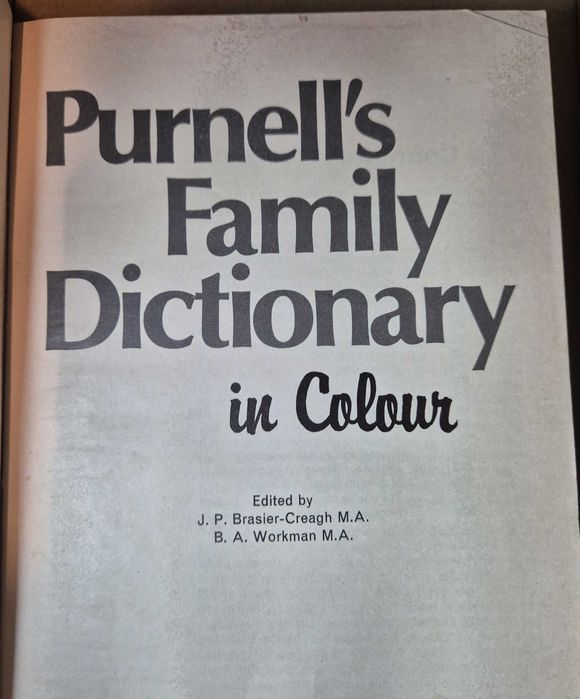 Purnell's
Family
Dictionary
in Colour
Edited by
J. P. Brasier-Creagh M.A.
B. A. Workman M.A.